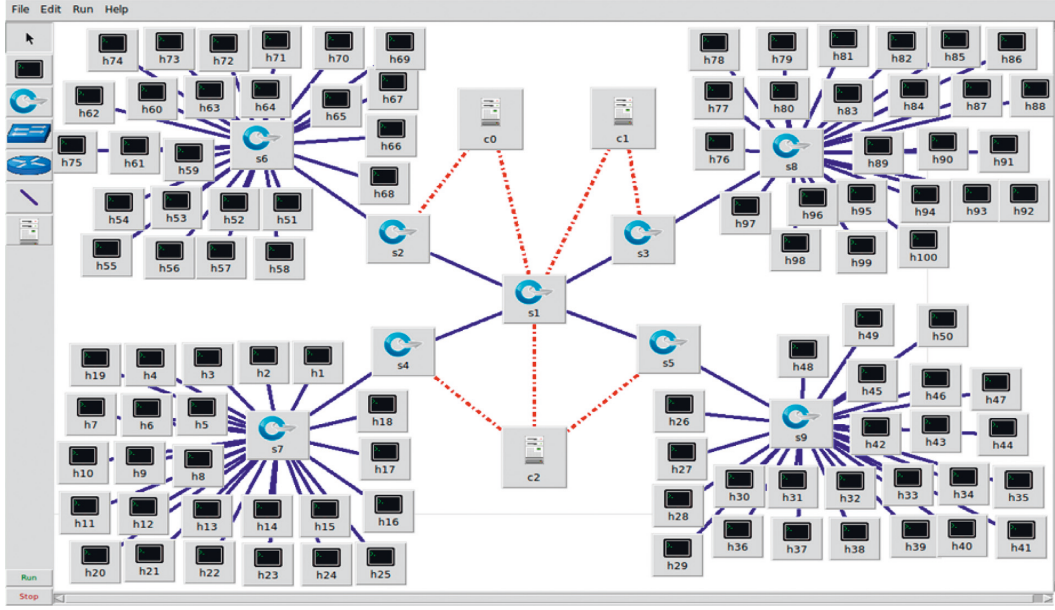 File Edit Run Help
h74 h73 h72 h71 h70 h69
h62 h60 h63 h64 h65 h67
h75 h61 h59 s6 h66
h68
h54 h53 h52 h51
h55 h56 h57 h58
c0 c1
s2 s3
s1
s4 s5
c2
h78 h79 h81 h82 h85 h86
h77 h80 h83 h84 h87 h88
h76 s8 h89 h90 h91
h97 h96 h95 h94 h93 h92
h98 h99 h100
h19 h4 h3 h2 h1
h7 h6 h5 h18
h10 h9 h8 s7 h17
h11 h12 h13 h14 h15 h16
h20 h21 h22 h23 h24 h25
h49 h50
h48 h45 h46 h47
h26 s9 h42 h43 h44
h27
h28 h30 h31 h32 h33 h34 h35
h29 h36 h37 h38 h39 h40 h41
Run
Stop